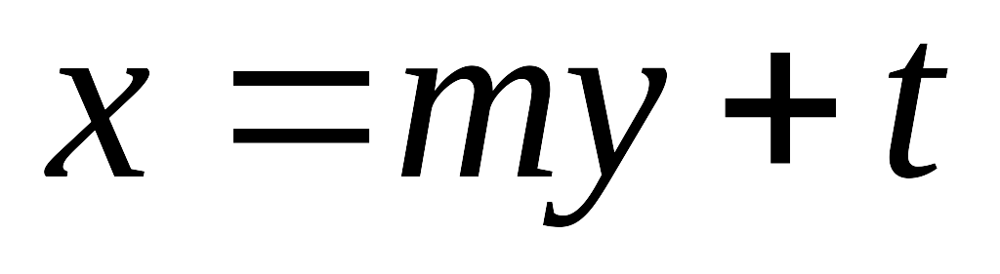 x = my + t